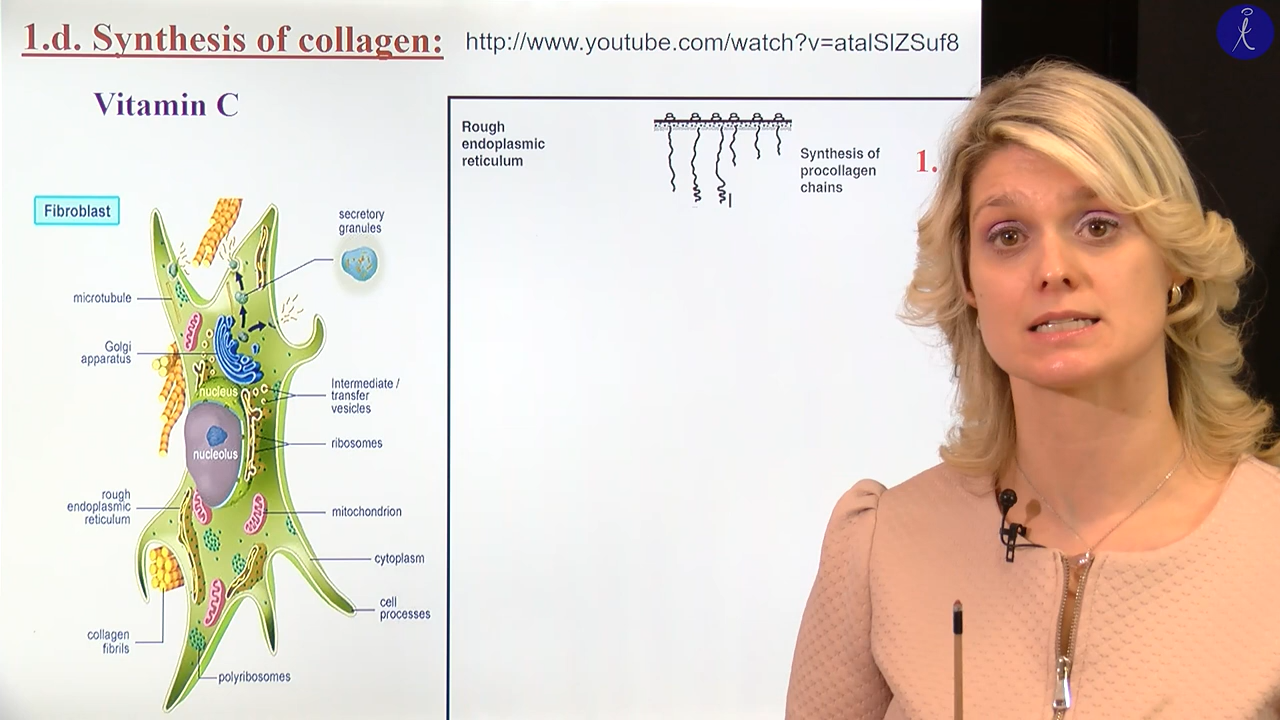 1.d. Synthesis of collagen:
http://www.youtube.com/watch?v=atalSlZSuf8
Vitamin C
Rough
endoplasmic
reticulum
Synthesis of
procollagen
chains
1.
Fibroblast
secretory
granules
microtubule
Golgi
apparatus
nucleus
Intermediate /
transfer
vesicles
ribosomes
nucleolus
rough
endoplasmic
reticulum
mitochondrion
cytoplasm
cell
processes
collagen
fibrils
polyribosomes